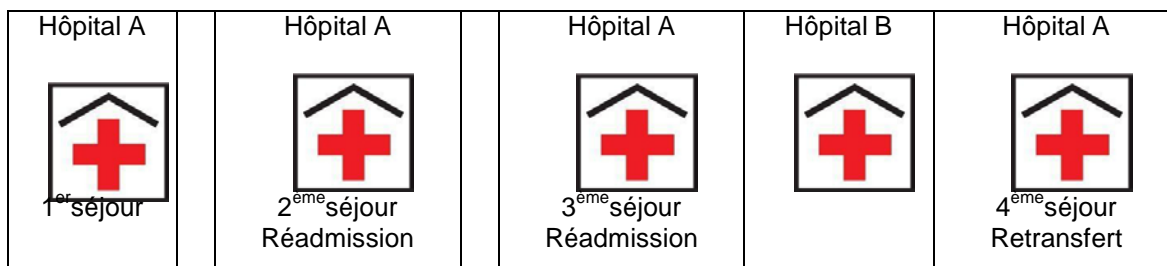 Hôpital A
Hôpital A
Hôpital A
Hôpital B
Hôpital A
1er séjour
2ème séjour
Réadmission
3ème séjour
Réadmission
4ème séjour
Retransfert